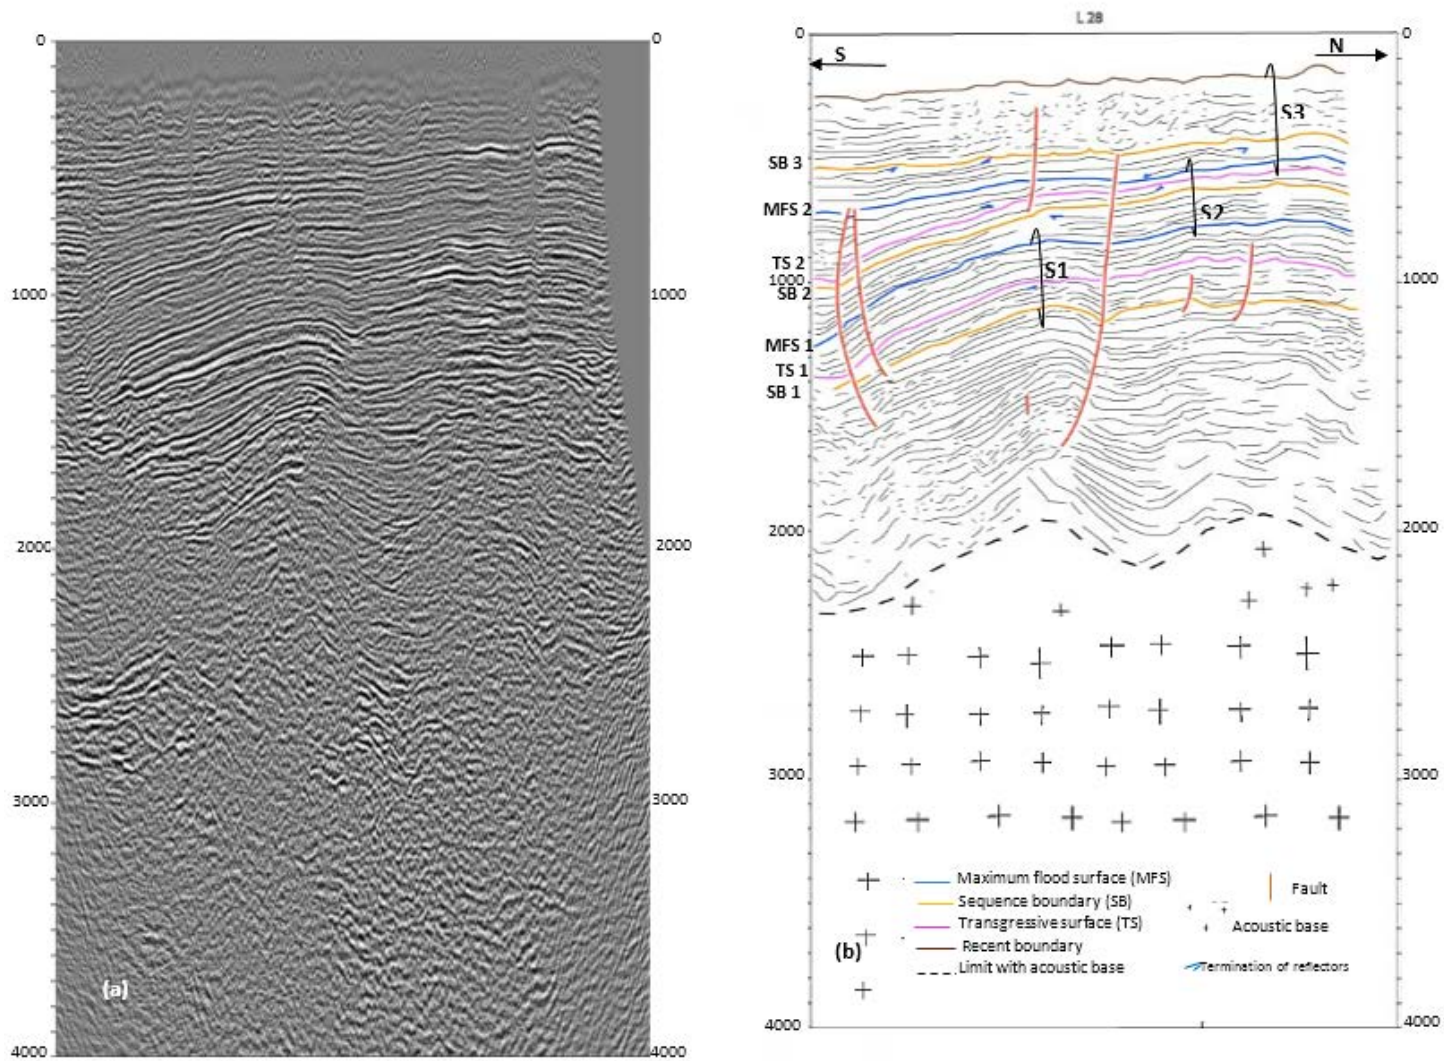 0
0
1000
1000
2000
2000
3000
3000
4000
4000
(a)
L 28
0
0
S
N
S3
SB 3
MFS 2
S2
TS 2
1000
1000
SB 2
S1
MFS 1
TS 1
SB 1
2000
2000
3000
3000
Maximum flood surface (MFS)
Sequence boundary (SB)
Transgressive surface (TS)
Recent boundary
Limit with acoustic base
Fault
Acoustic base
Termination of reflectors
(b)
4000
4000